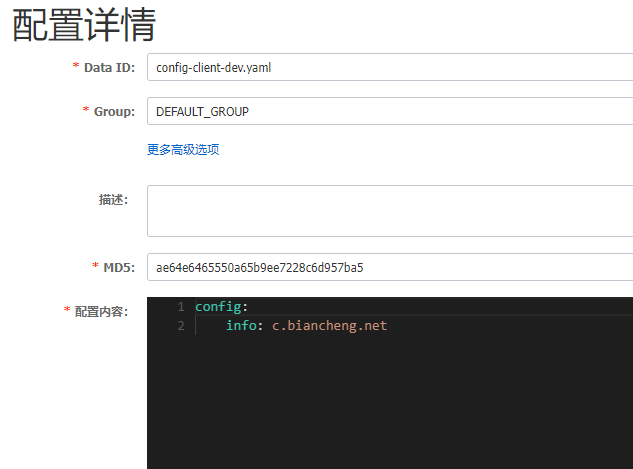 配置详情
* Data ID: config-client-dev.yaml
* Group: DEFAULT_GROUP
更多高级选项
描述:
* MD5: ae64e6465550a65b9ee7228c6d957ba5
* 配置内容: 1 config:
2 info: c.biancheng.net